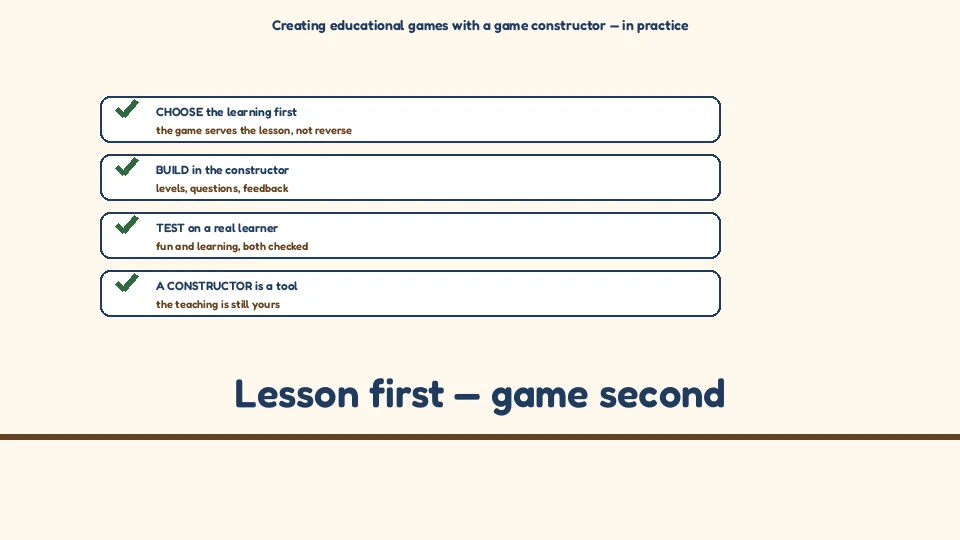 Creating educational games with a game constructor — in practice
CHOOSE the learning first
the game serves the lesson, not reverse
BUILD in the constructor
levels, questions, feedback
TEST on a real learner
fun and learning, both checked
A CONSTRUCTOR is a tool
the teaching is still yours
Lesson first — game second